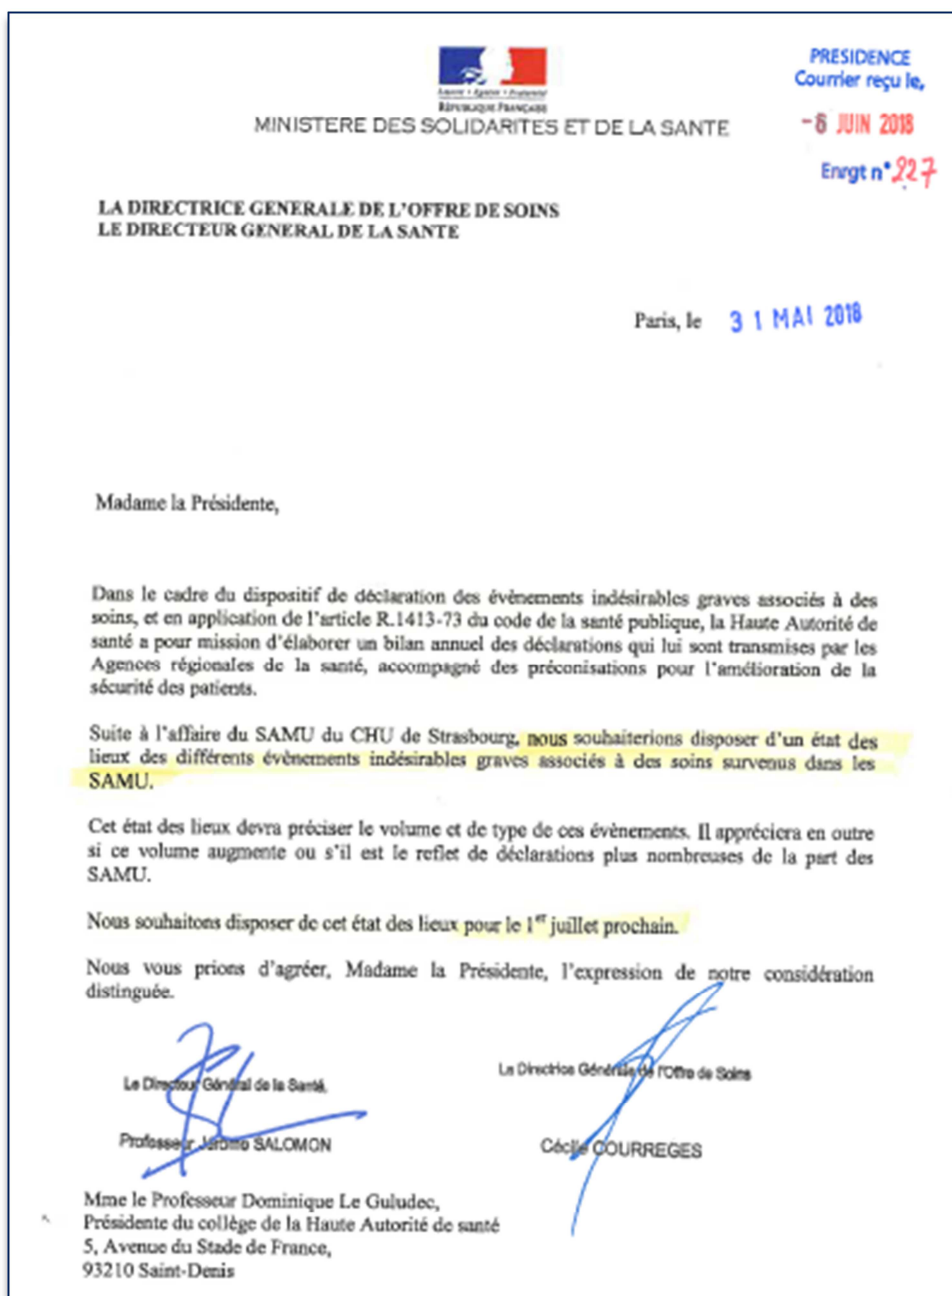 PRESIDENCE
Courrier reçu le,
-6 JUIN 2018
Enrgt n° 227
Liberté • Égalité • Fraternité
RÉPUBLIQUE FRANÇAISE
MINISTERE DES SOLIDARITES ET DE LA SANTE
LA DIRECTRICE GENERALE DE L'OFFRE DE SOINS
LE DIRECTEUR GENERAL DE LA SANTE
Paris, le 31 MAI 2018
Madame la Présidente,
Dans le cadre du dispositif de déclaration des évènements indésirables graves associés à des
soins, et en application de l'article R.1413-73 du code de la santé publique, la Haute Autorité de
santé a pour mission d'élaborer un bilan annuel des déclarations qui lui sont transmises par les
Agences régionales de la santé, accompagné des préconisations pour l'amélioration de la
sécurité des patients.
Suite à l'affaire du SAMU du CHU de Strasbourg, nous souhaiterions disposer d'un état des
lieux des différents évènements indésirables graves associés à des soins survenus dans les
SAMU.
Cet état des lieux devra préciser le volume et de type de ces évènements. Il appréciera en outre
si ce volume augmente ou s'il est le reflet de déclarations plus nombreuses de la part des
SAMU.
Nous souhaitons disposer de cet état des lieux pour le 1er juillet prochain.
Nous vous prions d'agréer, Madame la Présidente, l'expression de notre considération
distinguée.
Le Directeur Général de la Santé,
Professeur Jérôme SALOMON
La Directrice Générale de l'Offre de Soins
Cécile COURREGES
Mme le Professeur Dominique Le Guludec,
Présidente du collège de la Haute Autorité de santé
5, Avenue du Stade de France,
93210 Saint-Denis